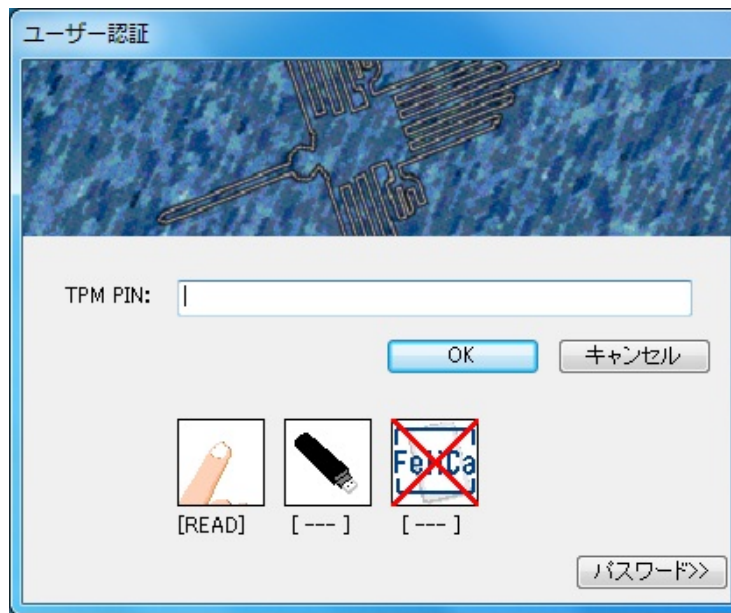 ユーザー認証
TPM PIN:
OK キャンセル
FeliCa
[READ] [ --- ] [ --- ]
パスワード>>